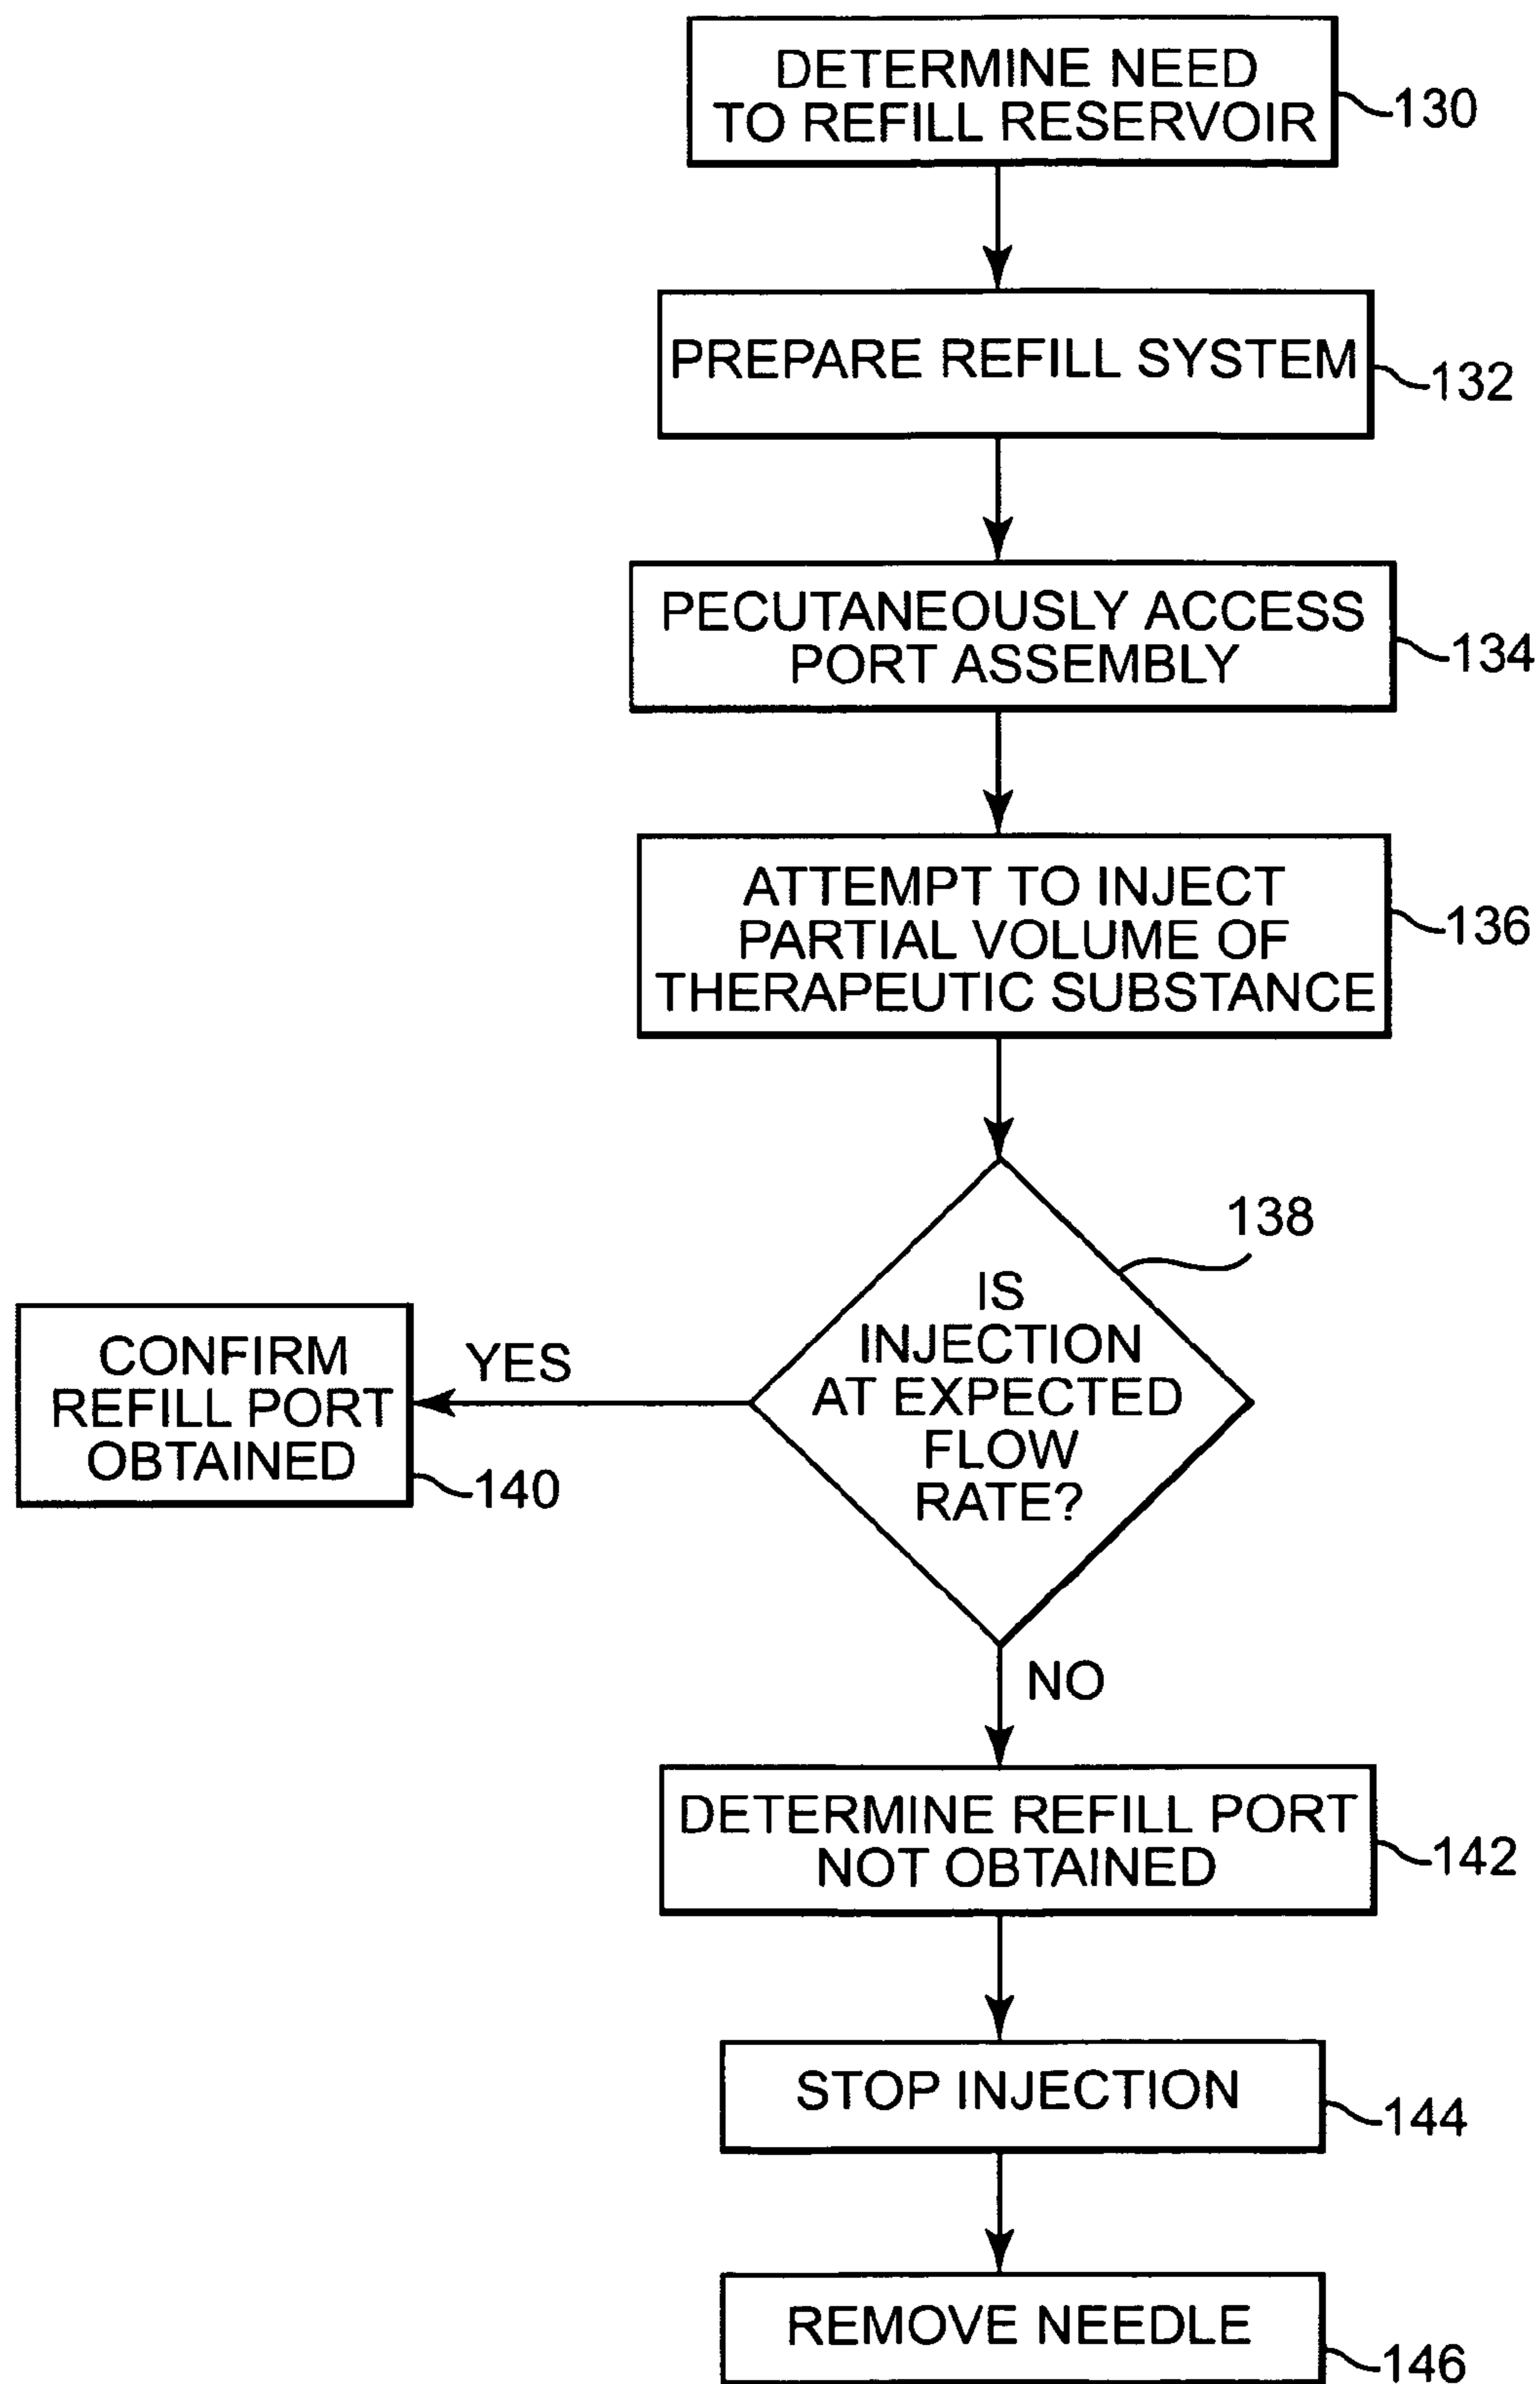 DETERMINE NEED
TO REFILL RESERVOIR
130
PREPARE REFILL SYSTEM
132
PECUTANEOUSLY ACCESS
PORT ASSEMBLY
134
ATTEMPT TO INJECT
PARTIAL VOLUME OF
THERAPEUTIC SUBSTANCE
136
138
IS
INJECTION
AT EXPECTED
FLOW
RATE?
YES
CONFIRM
REFILL PORT
OBTAINED
140
NO
DETERMINE REFILL PORT
NOT OBTAINED
142
STOP INJECTION
144
REMOVE NEEDLE
146